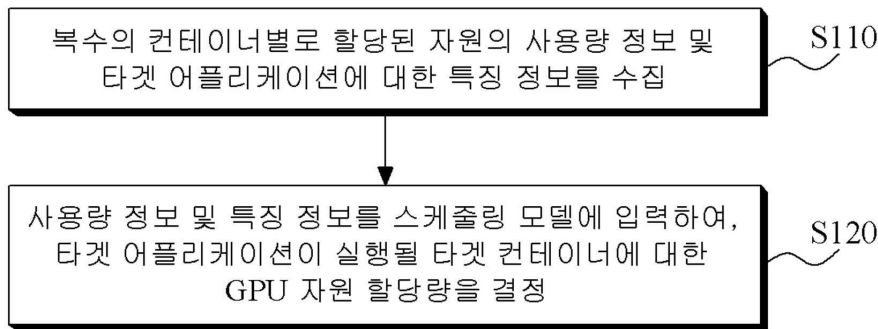 복수의 컨테이너별로 할당된 자원의 사용량 정보 및
타겟 어플리케이션에 대한 특징 정보를 수집
S110
사용량 정보 및 특징 정보를 스케줄링 모델에 입력하여,
타겟 어플리케이션이 실행될 타겟 컨테이너에 대한
GPU 자원 할당량을 결정
S120